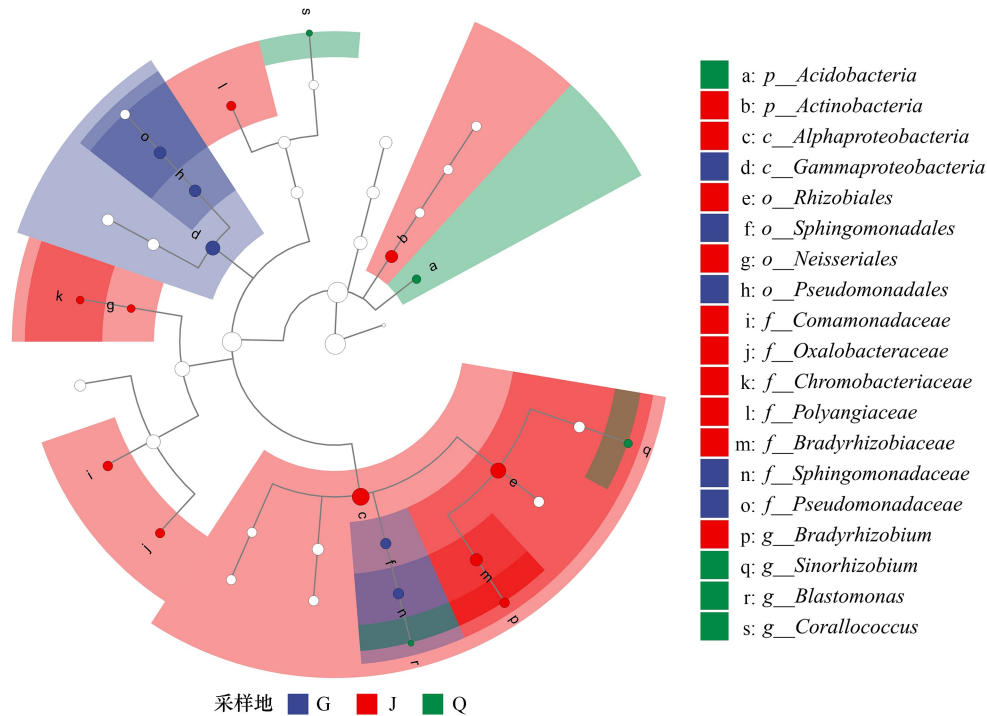 s
l
o
h
d
b
a
k
g
q
e
c
i
j
f
m
n
p
r
a: p__Acidobacteria
b: p__Actinobacteria
c: c__Alphaproteobacteria
d: c__Gammaproteobacteria
e: o__Rhizobiales
f: o__Sphingomonadales
g: o__Neisseriales
h: o__Pseudomonadales
i: f__Comamonadaceae
j: f__Oxalobacteraceae
k: f__Chromobacteriaceae
l: f__Polyangiaceae
m: f__Bradyrhizobiaceae
n: f__Sphingomonadaceae
o: f__Pseudomonadaceae
p: g__Bradyrhizobium
q: g__Sinorhizobium
r: g__Blastomonas
s: g__Corallococcus
采样地 G J Q